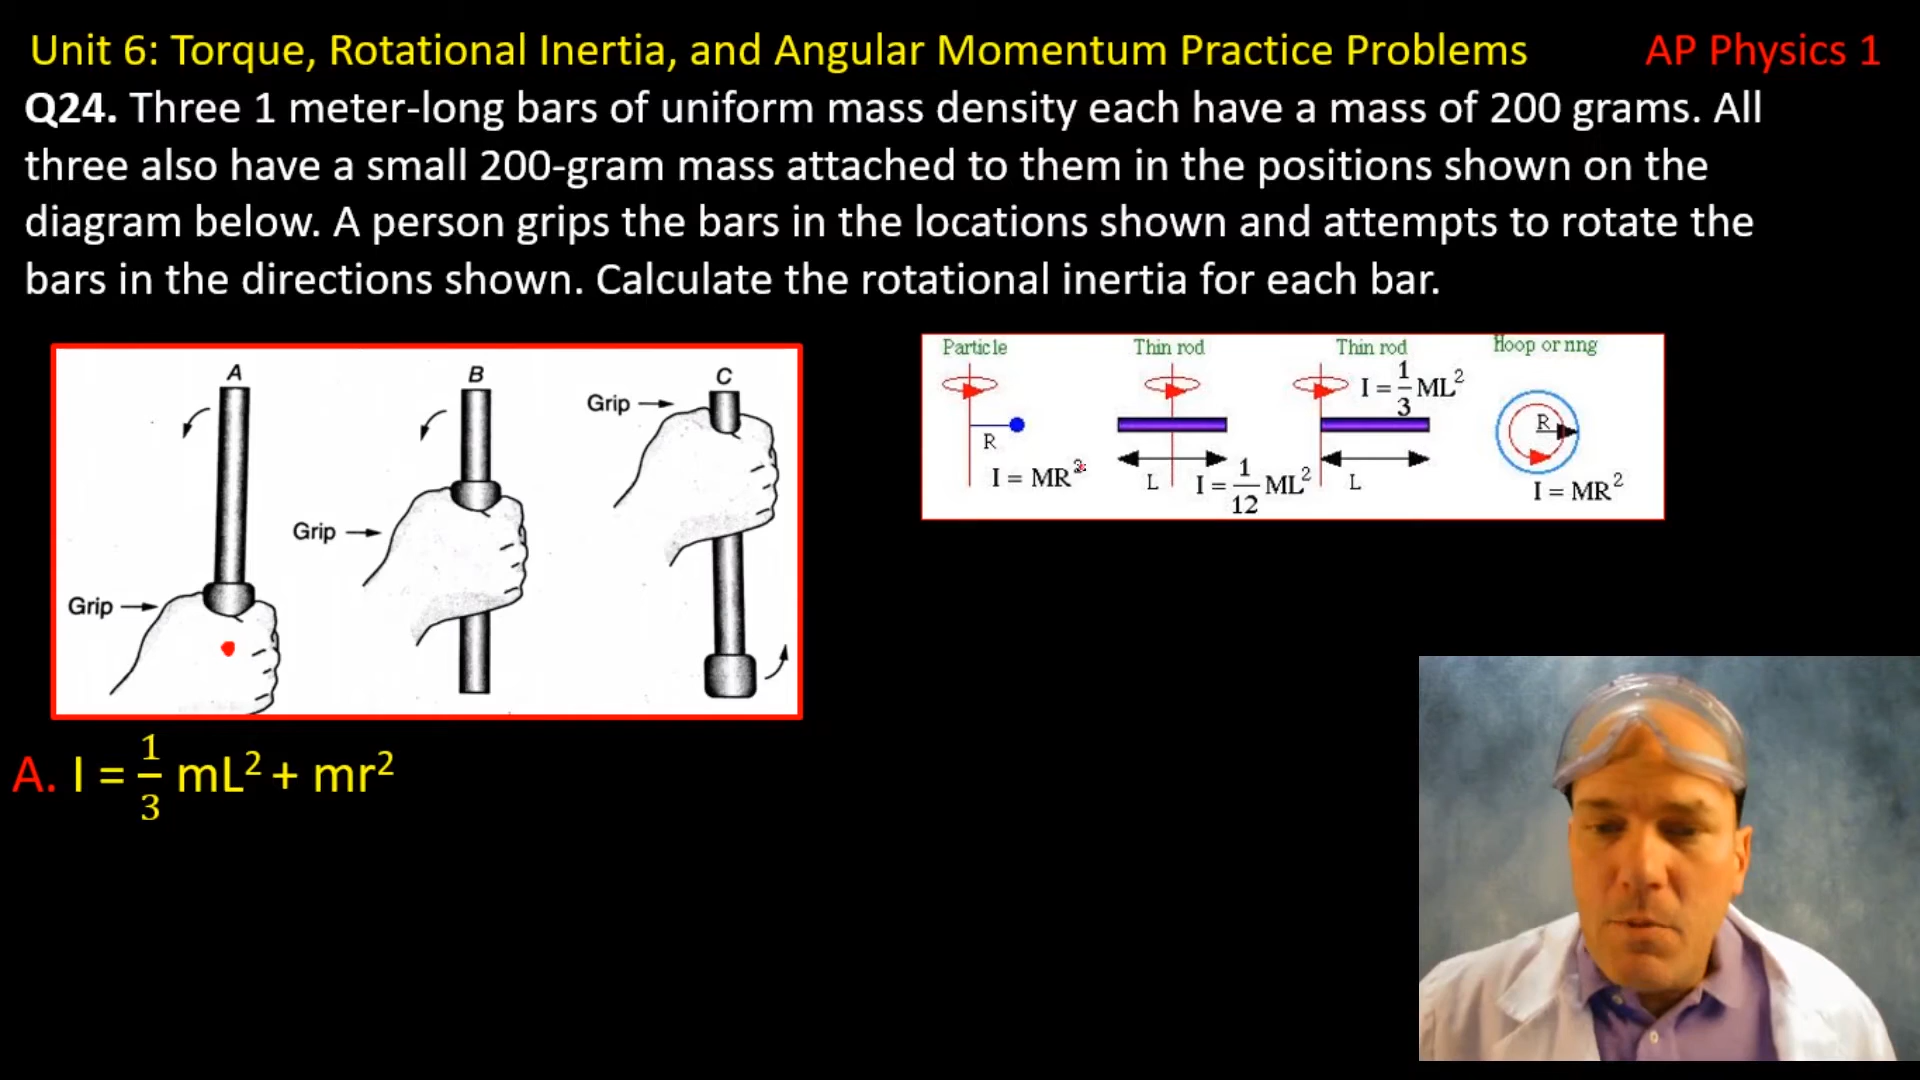 Unit 6: Torque, Rotational Inertia, and Angular Momentum Practice Problems
AP Physics 1
Q24. Three 1 meter-long bars of uniform mass density each have a mass of 200 grams. All
three also have a small 200-gram mass attached to them in the positions shown on the
diagram below. A person grips the bars in the locations shown and attempts to rotate the
bars in the directions shown. Calculate the rotational inertia for each bar.
A
B
C
Grip
Grip
Grip
Particle
R
I = MR²
Thin rod
L
I = 1/12 ML²
Thin rod
I = 1/3 ML²
L
Hoop or ring
R
I = MR²
A. I = 1/3 mL² + mr²